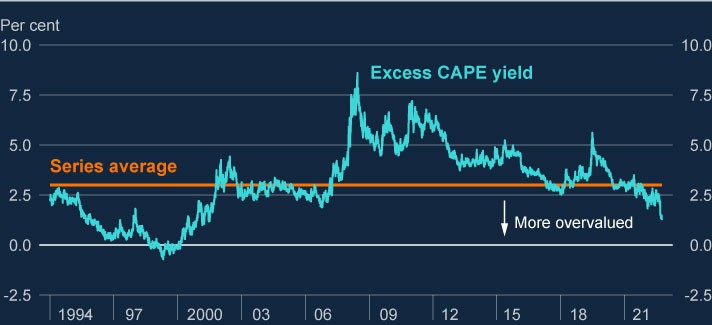 Per cent
10.0 10.0
Excess CAPE yield
7.5 7.5
5.0 5.0
Series average
2.5 2.5
More overvalued
0.0 0.0
-2.5 -2.5
1994 97 2000 03 06 09 12 15 18 21